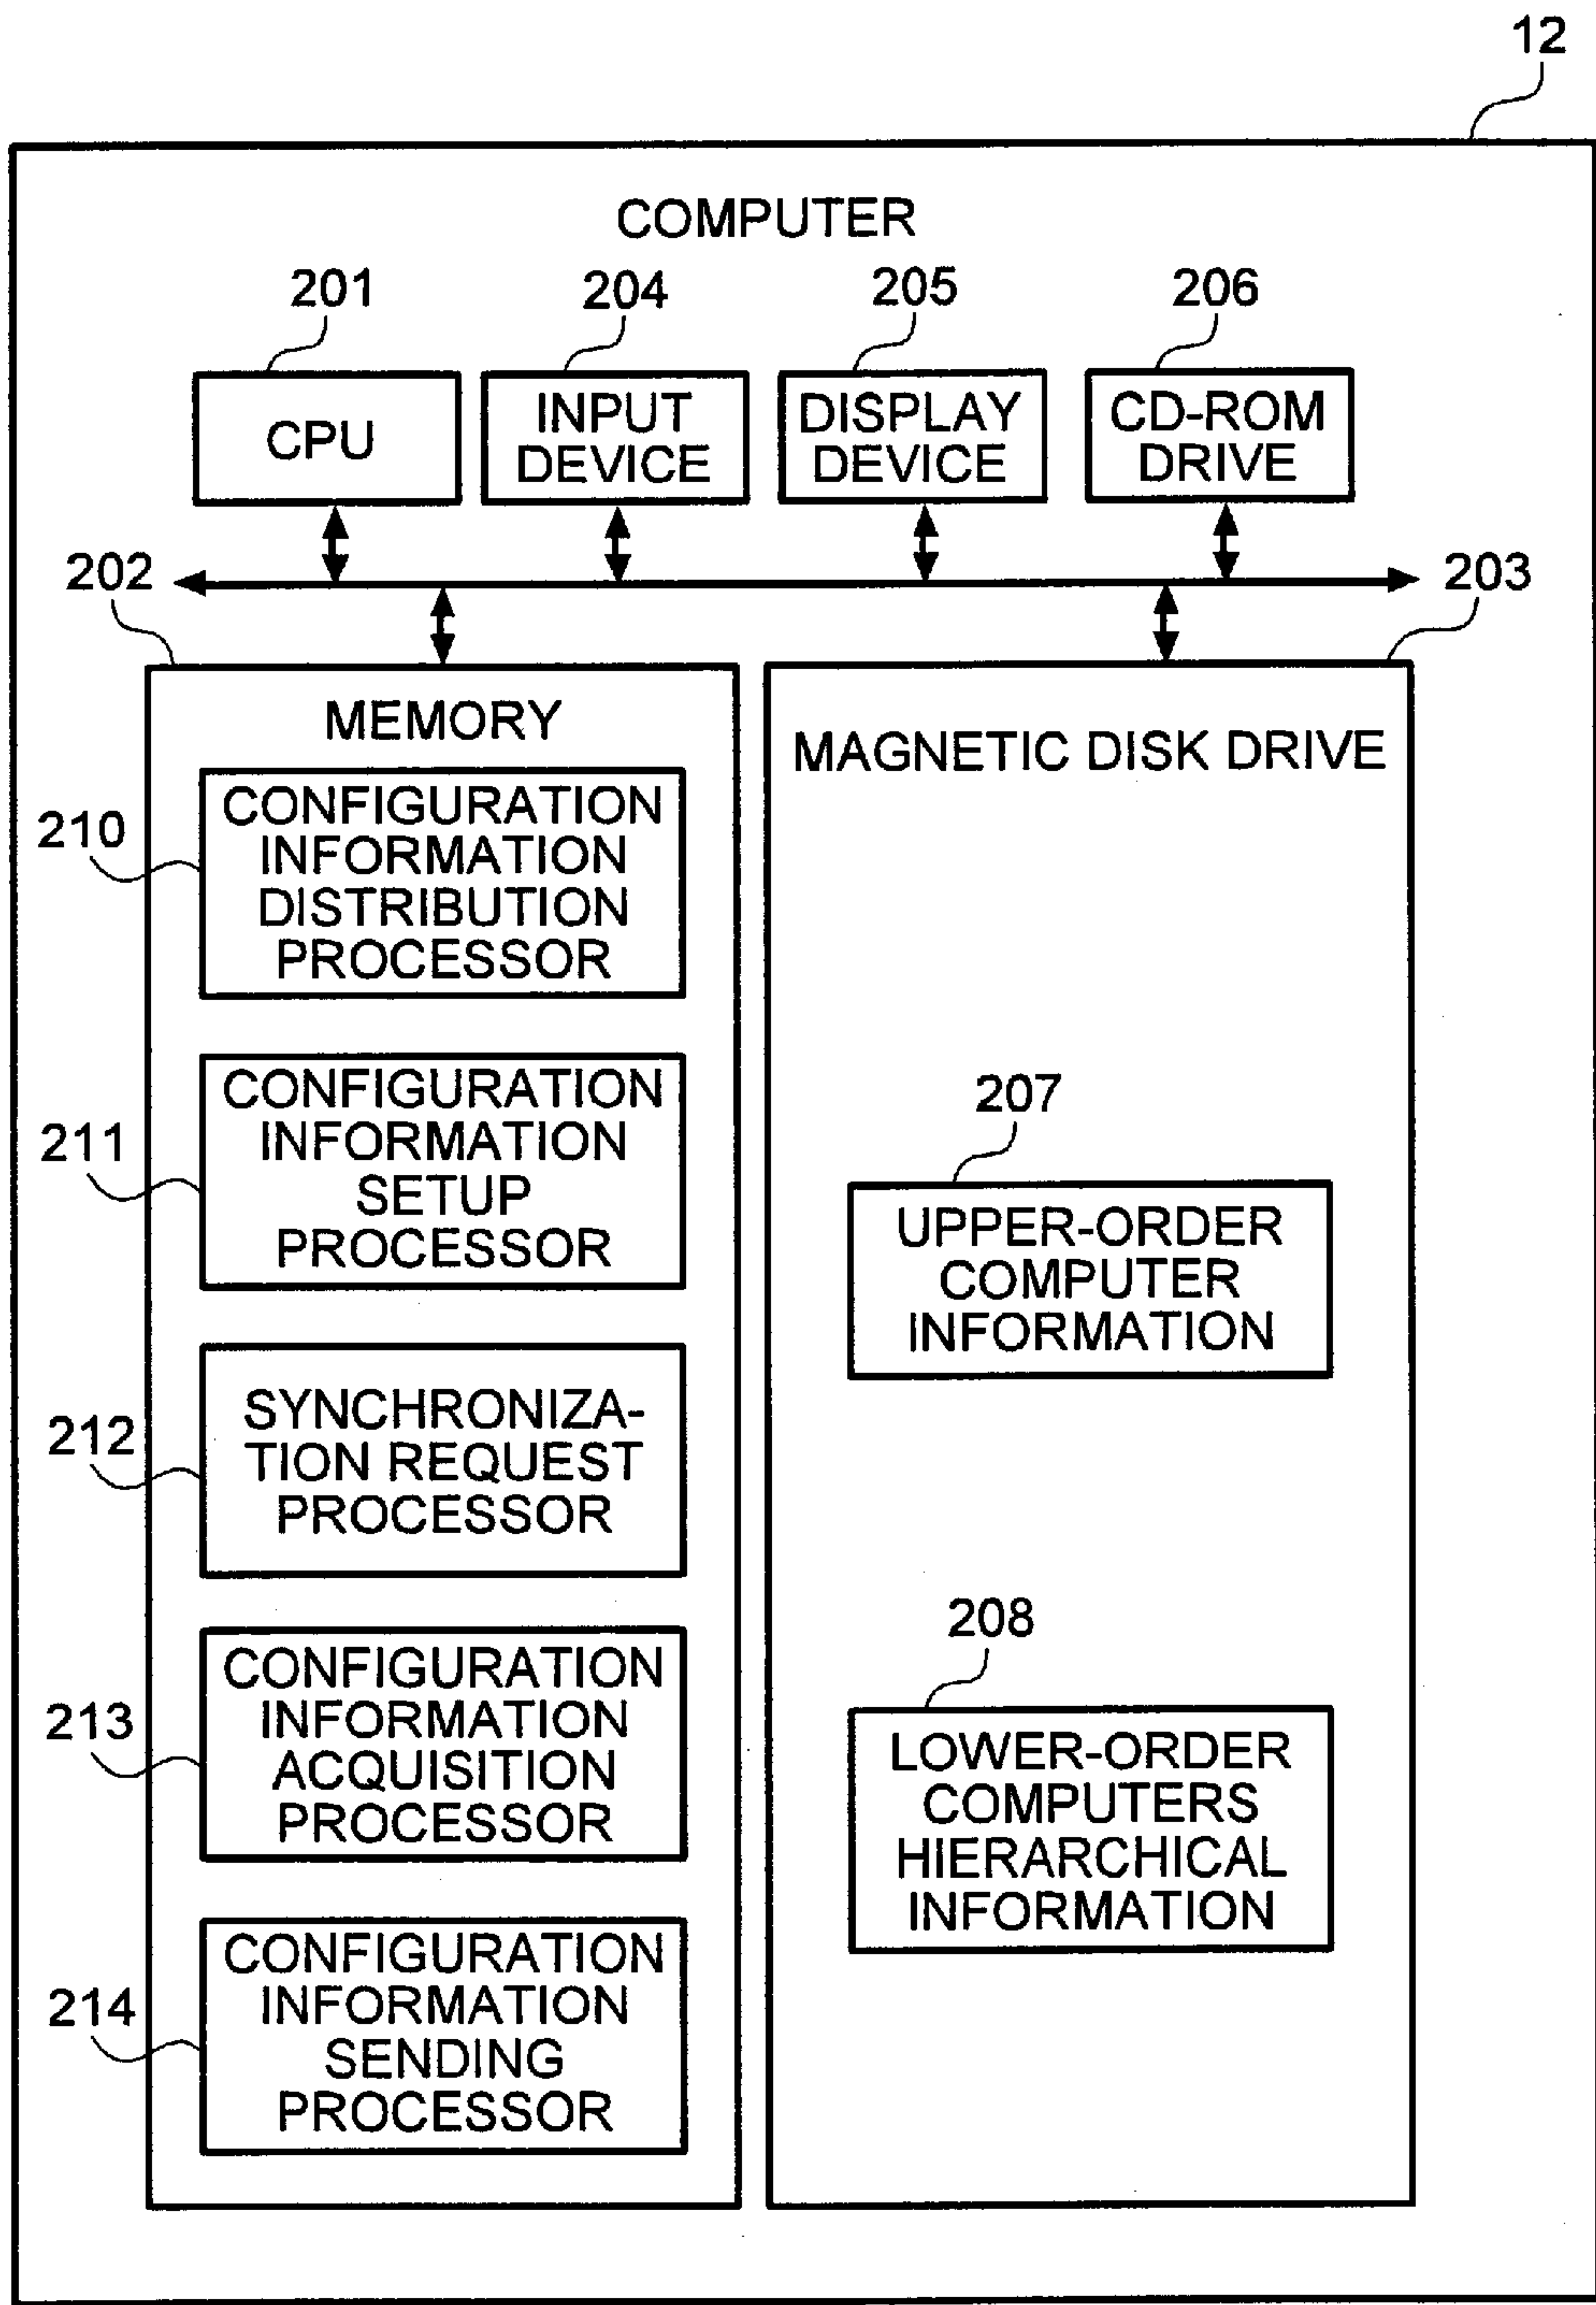 12
COMPUTER
201
204
205
206
CPU
INPUT
DEVICE
DISPLAY
DEVICE
CD-ROM
DRIVE
202
203
MEMORY
210
CONFIGURATION
INFORMATION
DISTRIBUTION
PROCESSOR
211
CONFIGURATION
INFORMATION
SETUP
PROCESSOR
212
SYNCHRONIZA-
TION REQUEST
PROCESSOR
213
CONFIGURATION
INFORMATION
ACQUISITION
PROCESSOR
214
CONFIGURATION
INFORMATION
SENDING
PROCESSOR
MAGNETIC DISK DRIVE
207
UPPER-ORDER
COMPUTER
INFORMATION
208
LOWER-ORDER
COMPUTERS
HIERARCHICAL
INFORMATION